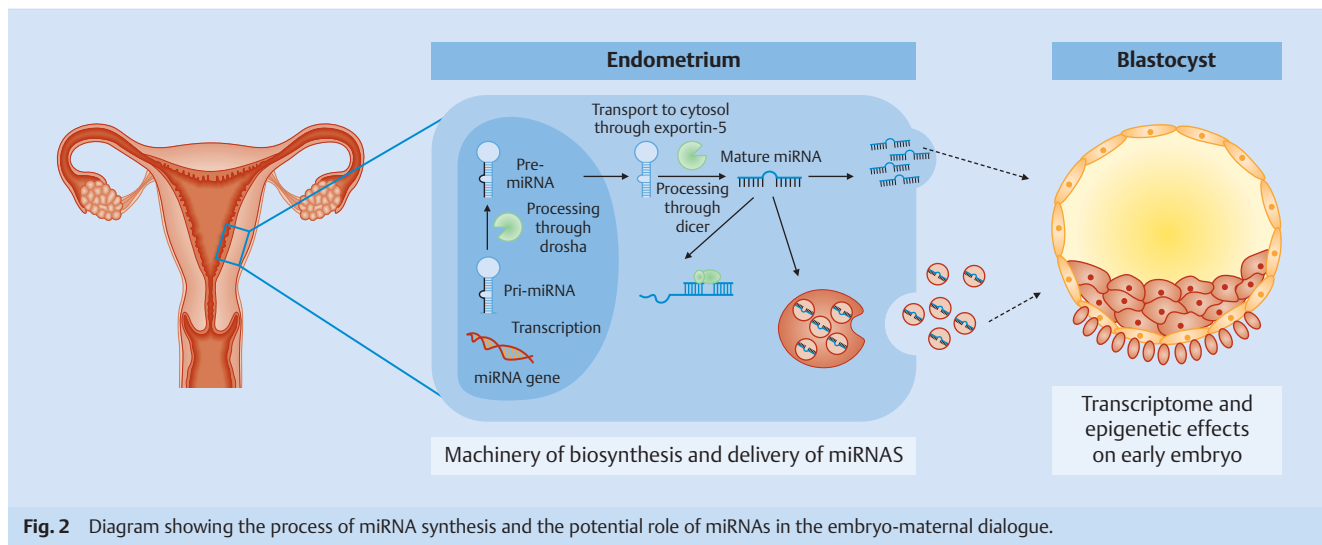 Endometrium
Blastocyst
Transport to cytosol
through exportin-5
Pre-
miRNA
Mature miRNA
Processing
through
dicer
Processing
through
drosha
Pri-miRNA
Transcription
miRNA gene
Machinery of biosynthesis and delivery of miRNAS
Transcriptome and
epigenetic effects
on early embryo
Fig. 2 Diagram showing the process of miRNA synthesis and the potential role of miRNAs in the embryo-maternal dialogue.